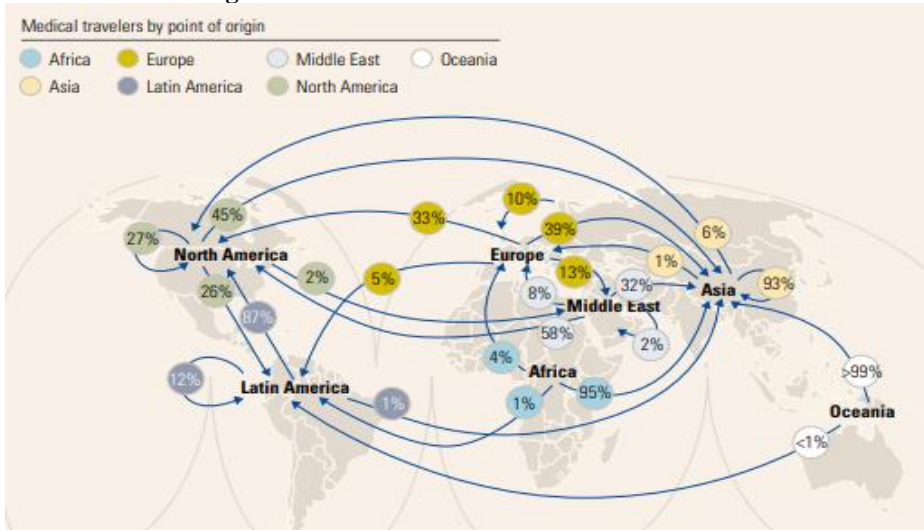 Medical travelers by point of origin
Africa Europe Middle East Oceania
Asia Latin America North America
10%
45% 33% 39% 6%
27% North America Europe 1%
26% 2% 5% 13% 32% Asia 93%
8% Middle East
87% 58% 2%
12% Latin America 4% Africa >99%
1% 1% 95% Oceania
<1%